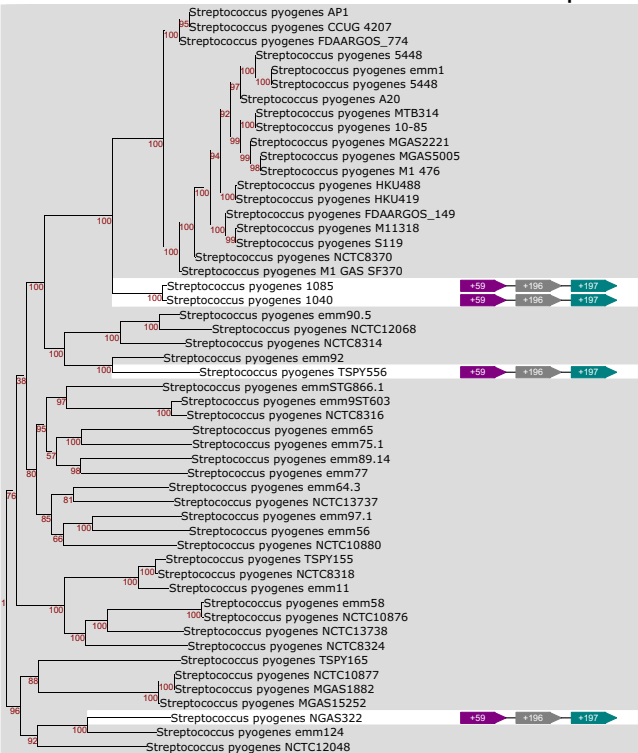 Streptococcus pyogenes AP1
95
Streptococcus pyogenes CCUG 4207
100
Streptococcus pyogenes FDAARGOS_774
Streptococcus pyogenes 5448
100
Streptococcus pyogenes emm1
100
Streptococcus pyogenes 5448
97
Streptococcus pyogenes A20
92
Streptococcus pyogenes MTB314
100
Streptococcus pyogenes 10-85
99
100
Streptococcus pyogenes MGAS2221
94
99
Streptococcus pyogenes MGAS5005
98
Streptococcus pyogenes M1 476
100
Streptococcus pyogenes HKU488
100
Streptococcus pyogenes HKU419
Streptococcus pyogenes FDAARGOS_149
100
100
100
Streptococcus pyogenes M11318
99
Streptococcus pyogenes S119
100
Streptococcus pyogenes NCTC8370
Streptococcus pyogenes M1 GAS SF370
100
Streptococcus pyogenes 1085 +59 +196 +197
100
Streptococcus pyogenes 1040 +59 +196 +197
Streptococcus pyogenes emm90.5
100
Streptococcus pyogenes NCTC12068
100
Streptococcus pyogenes NCTC8314
100
Streptococcus pyogenes emm92
100
Streptococcus pyogenes TSPY556 +59 +196 +197
38
Streptococcus pyogenes emmSTG866.1
97
Streptococcus pyogenes emm9ST603
100
Streptococcus pyogenes NCTC8316
95
Streptococcus pyogenes emm65
100
Streptococcus pyogenes emm75.1
57
Streptococcus pyogenes emm89.14
98
Streptococcus pyogenes emm77
80
Streptococcus pyogenes emm64.3
76
81
Streptococcus pyogenes NCTC13737
85
Streptococcus pyogenes emm97.1
100
Streptococcus pyogenes emm56
66
Streptococcus pyogenes NCTC10880
Streptococcus pyogenes TSPY155
100
Streptococcus pyogenes NCTC8318
100
Streptococcus pyogenes emm11
1
100
Streptococcus pyogenes emm58
100
Streptococcus pyogenes NCTC10876
100
Streptococcus pyogenes NCTC13738
100
Streptococcus pyogenes NCTC8324
Streptococcus pyogenes TSPY165
88
Streptococcus pyogenes NCTC10877
100
Streptococcus pyogenes MGAS1882
100
Streptococcus pyogenes MGAS15252
96
Streptococcus pyogenes NGAS322 +59 +196 +197
100
Streptococcus pyogenes emm124
92
Streptococcus pyogenes NCTC12048